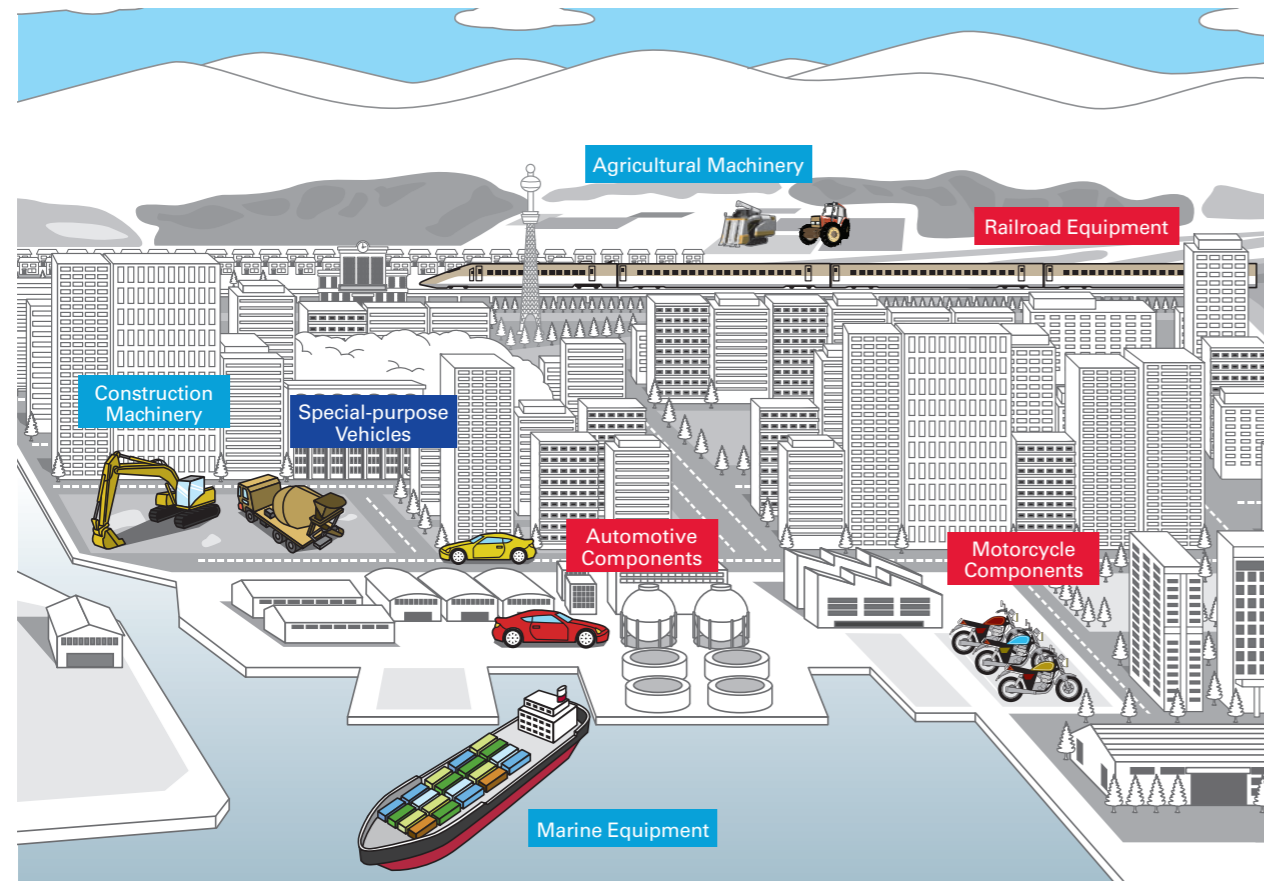 Agricultural Machinery
Railroad Equipment
Construction
Machinery
Special-purpose
Vehicles
Automotive
Components
Motorcycle
Components
Marine Equipment